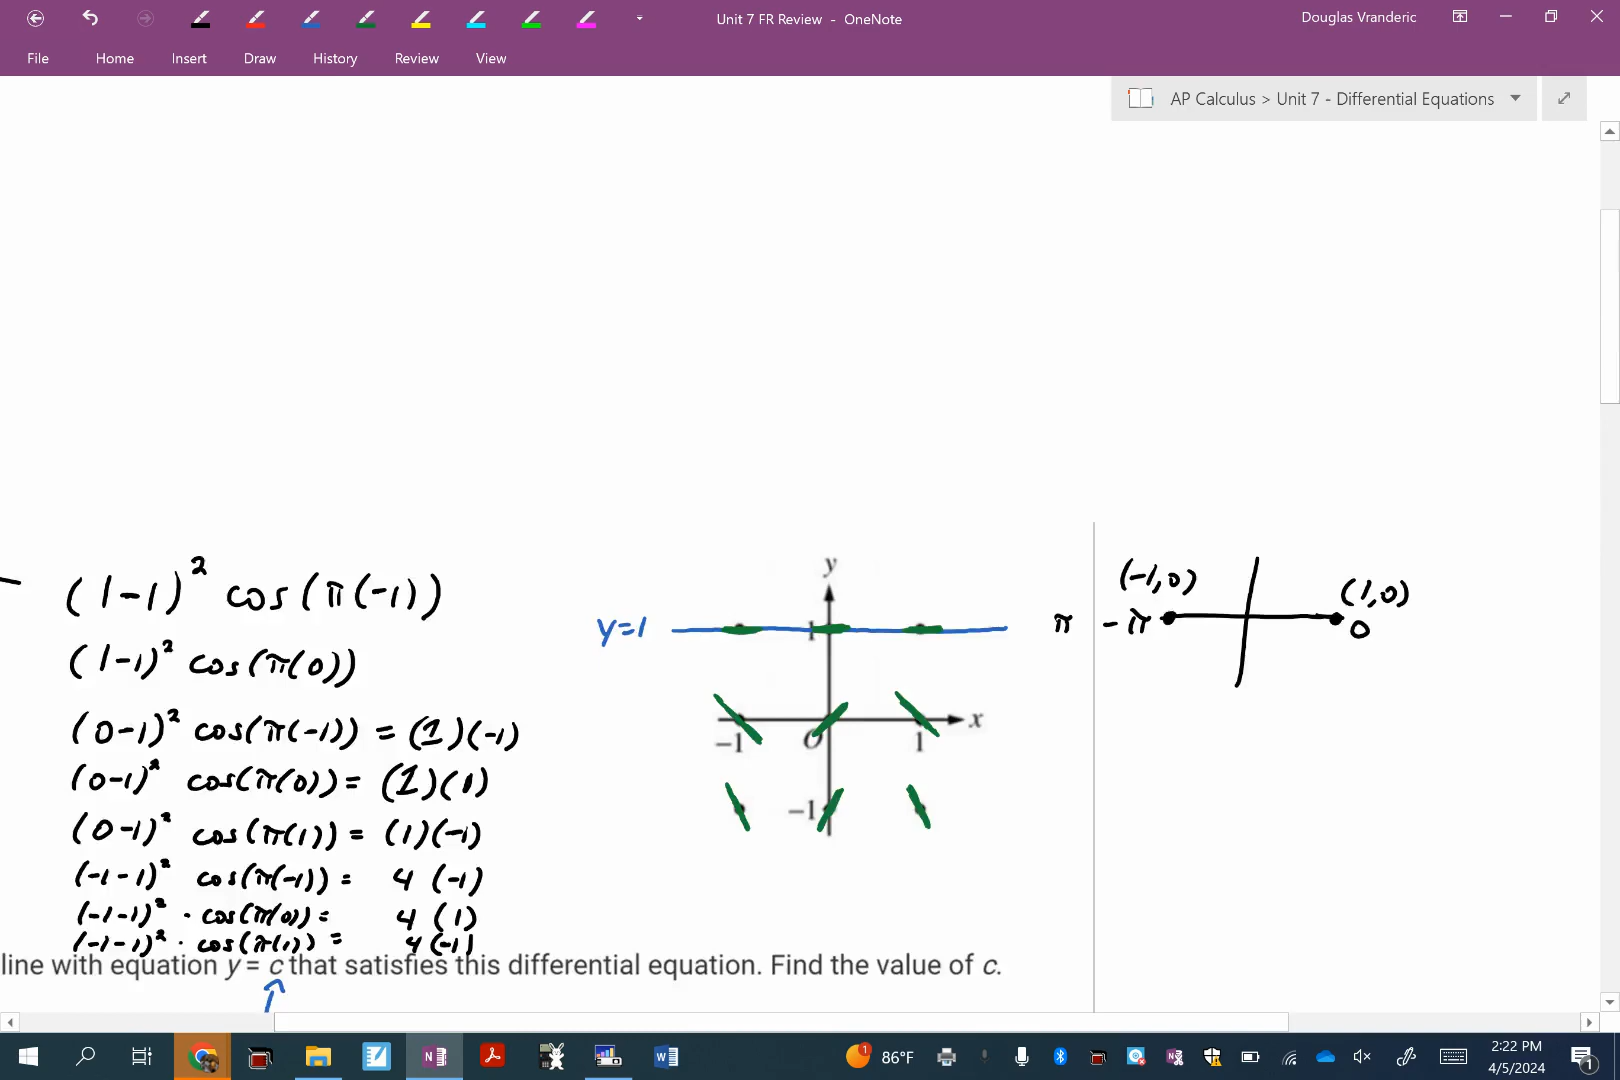 Unit 7 FR Review - OneNote
Douglas Vranderic
File Home Insert Draw History Review View
AP Calculus > Unit 7 - Differential Equations
(1-1)² cos(π(-1))
(1-1)² cos(π(0))
(0-1)² cos(π(-1)) = (1)(-1)
(0-1)² cos(π(0)) = (1)(1)
(0-1)² cos(π(1)) = (1)(-1)
(-1-1)² cos(π(-1)) = 4 (-1)
(-1-1)² · cos(π(0)) = 4 (1)
(-1-1)² · cos(π(1)) = 4(-1)
y
y=1
1
-1
O
1
x
-1
(-1,0)
(1,0)
π -π
0
line with equation y = c that satisfies this differential equation. Find the value of c.
86°F
1
2:22 PM
4/5/2024
1